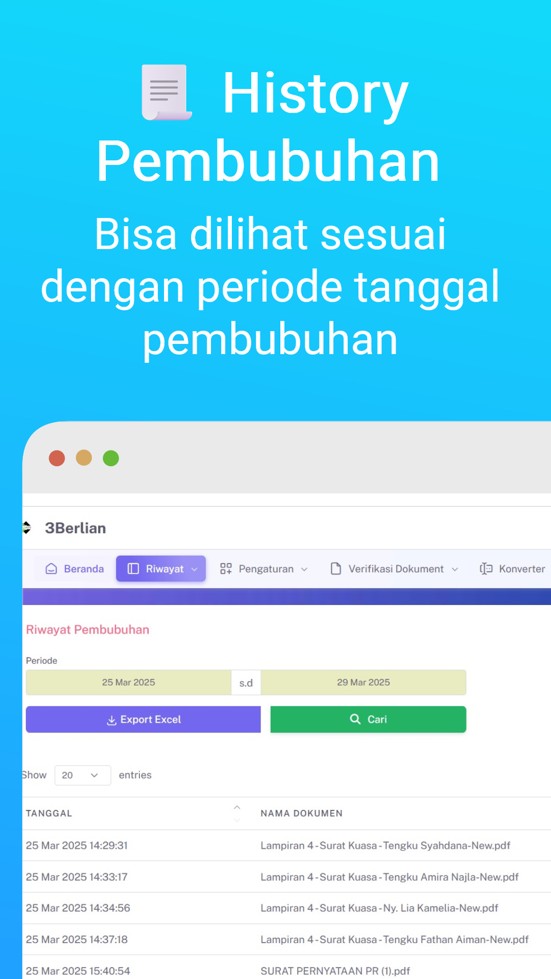 History
Pembubuhan
Bisa dilihat sesuai
dengan periode tanggal
pembubuhan
3Berlian
Beranda
Riwayat
Pengaturan
Verifikasi Dokumen
Konverter
Riwayat Pembubuhan
Periode
25 Mar 2025 s.d 29 Mar 2025
Export Excel
Cari
Show 20 entries
TANGGAL NAMA DOKUMEN
25 Mar 2025 14:29:31 Lampiran 4 - Surat Kuasa - Tengku Syahdana-New.pdf
25 Mar 2025 14:33:17 Lampiran 4 - Surat Kuasa - Tengku Amira Najla-New.pdf
25 Mar 2025 14:34:56 Lampiran 4 - Surat Kuasa - Ny. Lia Kamelia-New.pdf
25 Mar 2025 14:37:18 Lampiran 4 - Surat Kuasa - Tengku Fathan Aiman-New.pdf
25 Mar 2025 15:40:54 SURAT PERNYATAAN PR (1).pdf